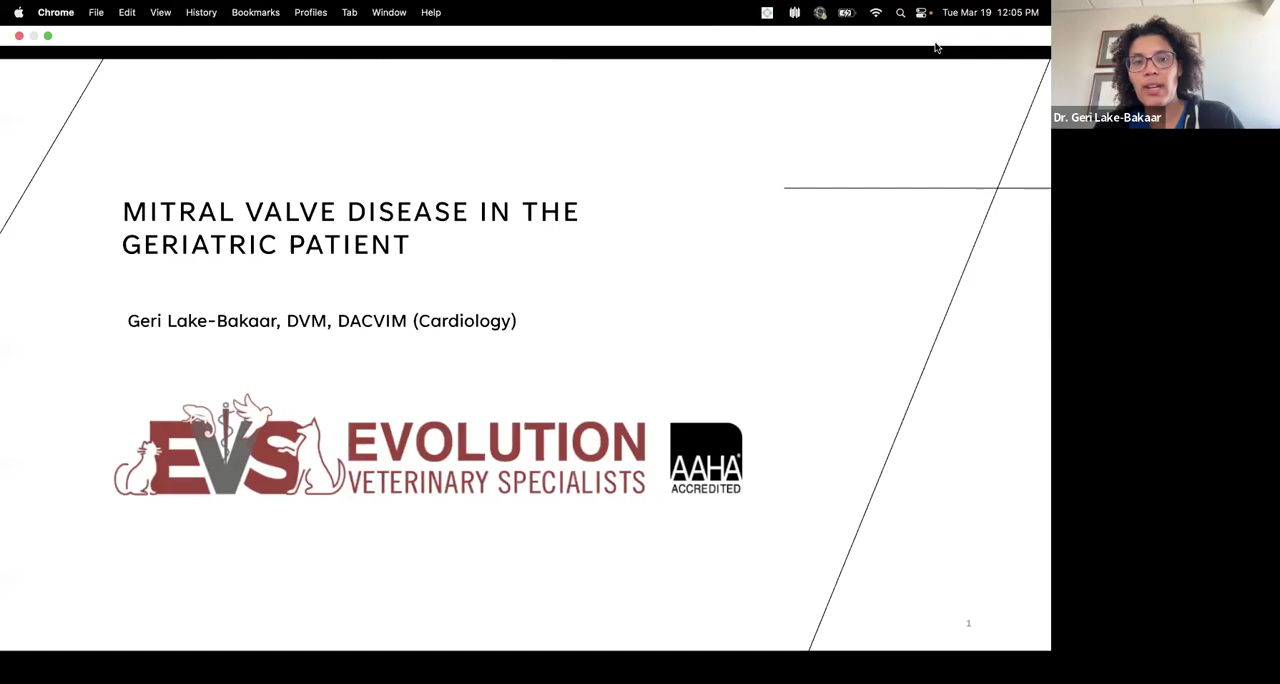 Chrome File Edit View History Bookmarks Profiles Tab Window Help Tue Mar 19 12:05 PM
Dr. Geri Lake-Bakaar
MITRAL VALVE DISEASE IN THE
GERIATRIC PATIENT
Geri Lake-Bakaar, DVM, DACVIM (Cardiology)
EVS
EVOLUTION
VETERINARY SPECIALISTS
AAHA
ACCREDITED
1